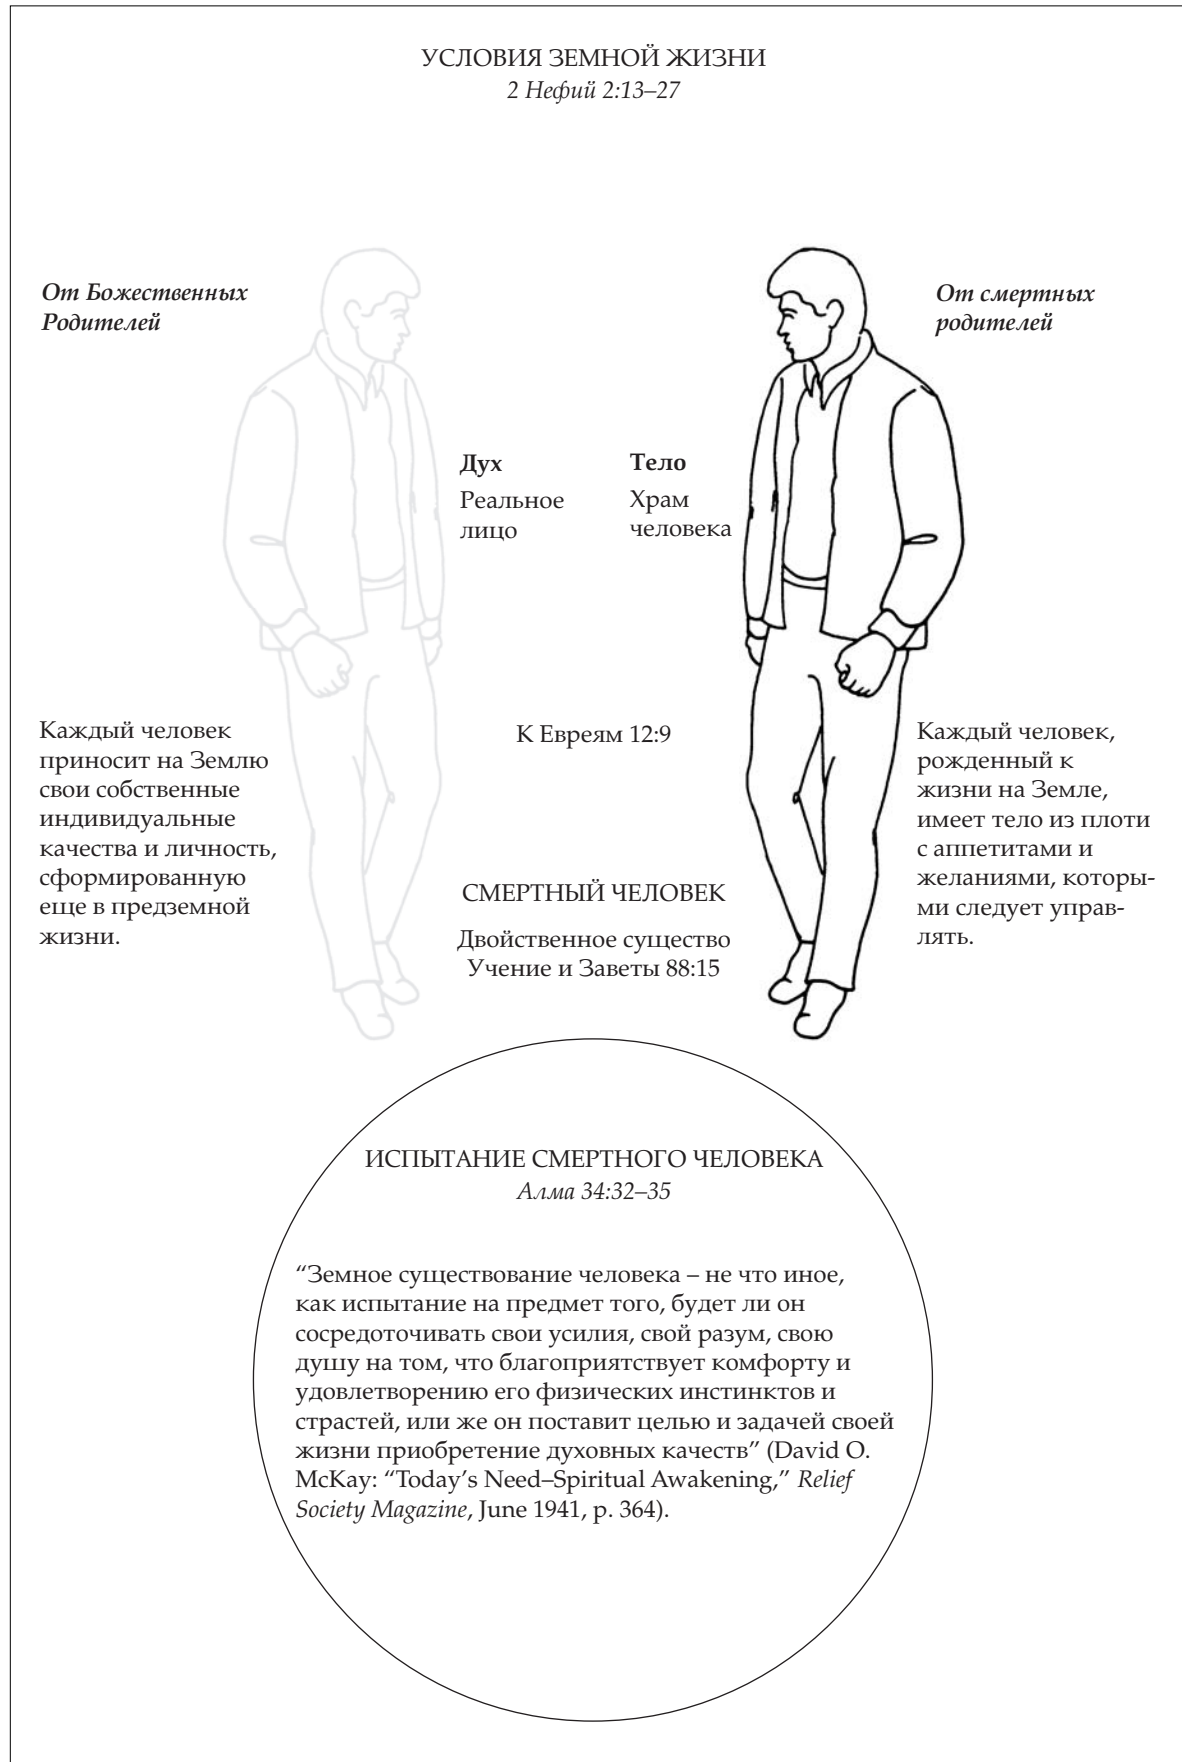 УСЛОВИЯ ЗЕМНОЙ ЖИЗНИ
2 Нефий 2:13–27
От Божественных
Родителей
От смертных
родителей
Дух
Реальное
лицо
Тело
Храм
человека
Каждый человек
приносит на Землю
свои собственные
индивидуальные
качества и личность,
сформированную
еще в предземной
жизни.
К Евреям 12:9
Каждый человек,
рожденный к
жизни на Земле,
имеет тело из плоти
с аппетитами и
желаниями, которы-
ми следует управ-
лять.
СМЕРТНЫЙ ЧЕЛОВЕК
Двойственное существо
Учение и Заветы 88:15
ИСПЫТАНИЕ СМЕРТНОГО ЧЕЛОВЕКА
Алма 34:32–35
“Земное существование человека – не что иное,
как испытание на предмет того, будет ли он
сосредоточивать свои усилия, свой разум, свою
душу на том, что благоприятствует комфорту и
удовлетворению его физических инстинктов и
страстей, или же он поставит целью и задачей своей
жизни приобретение духовных качеств” (David O.
McKay: “Today’s Need–Spiritual Awakening,” Relief
Society Magazine, June 1941, p. 364).